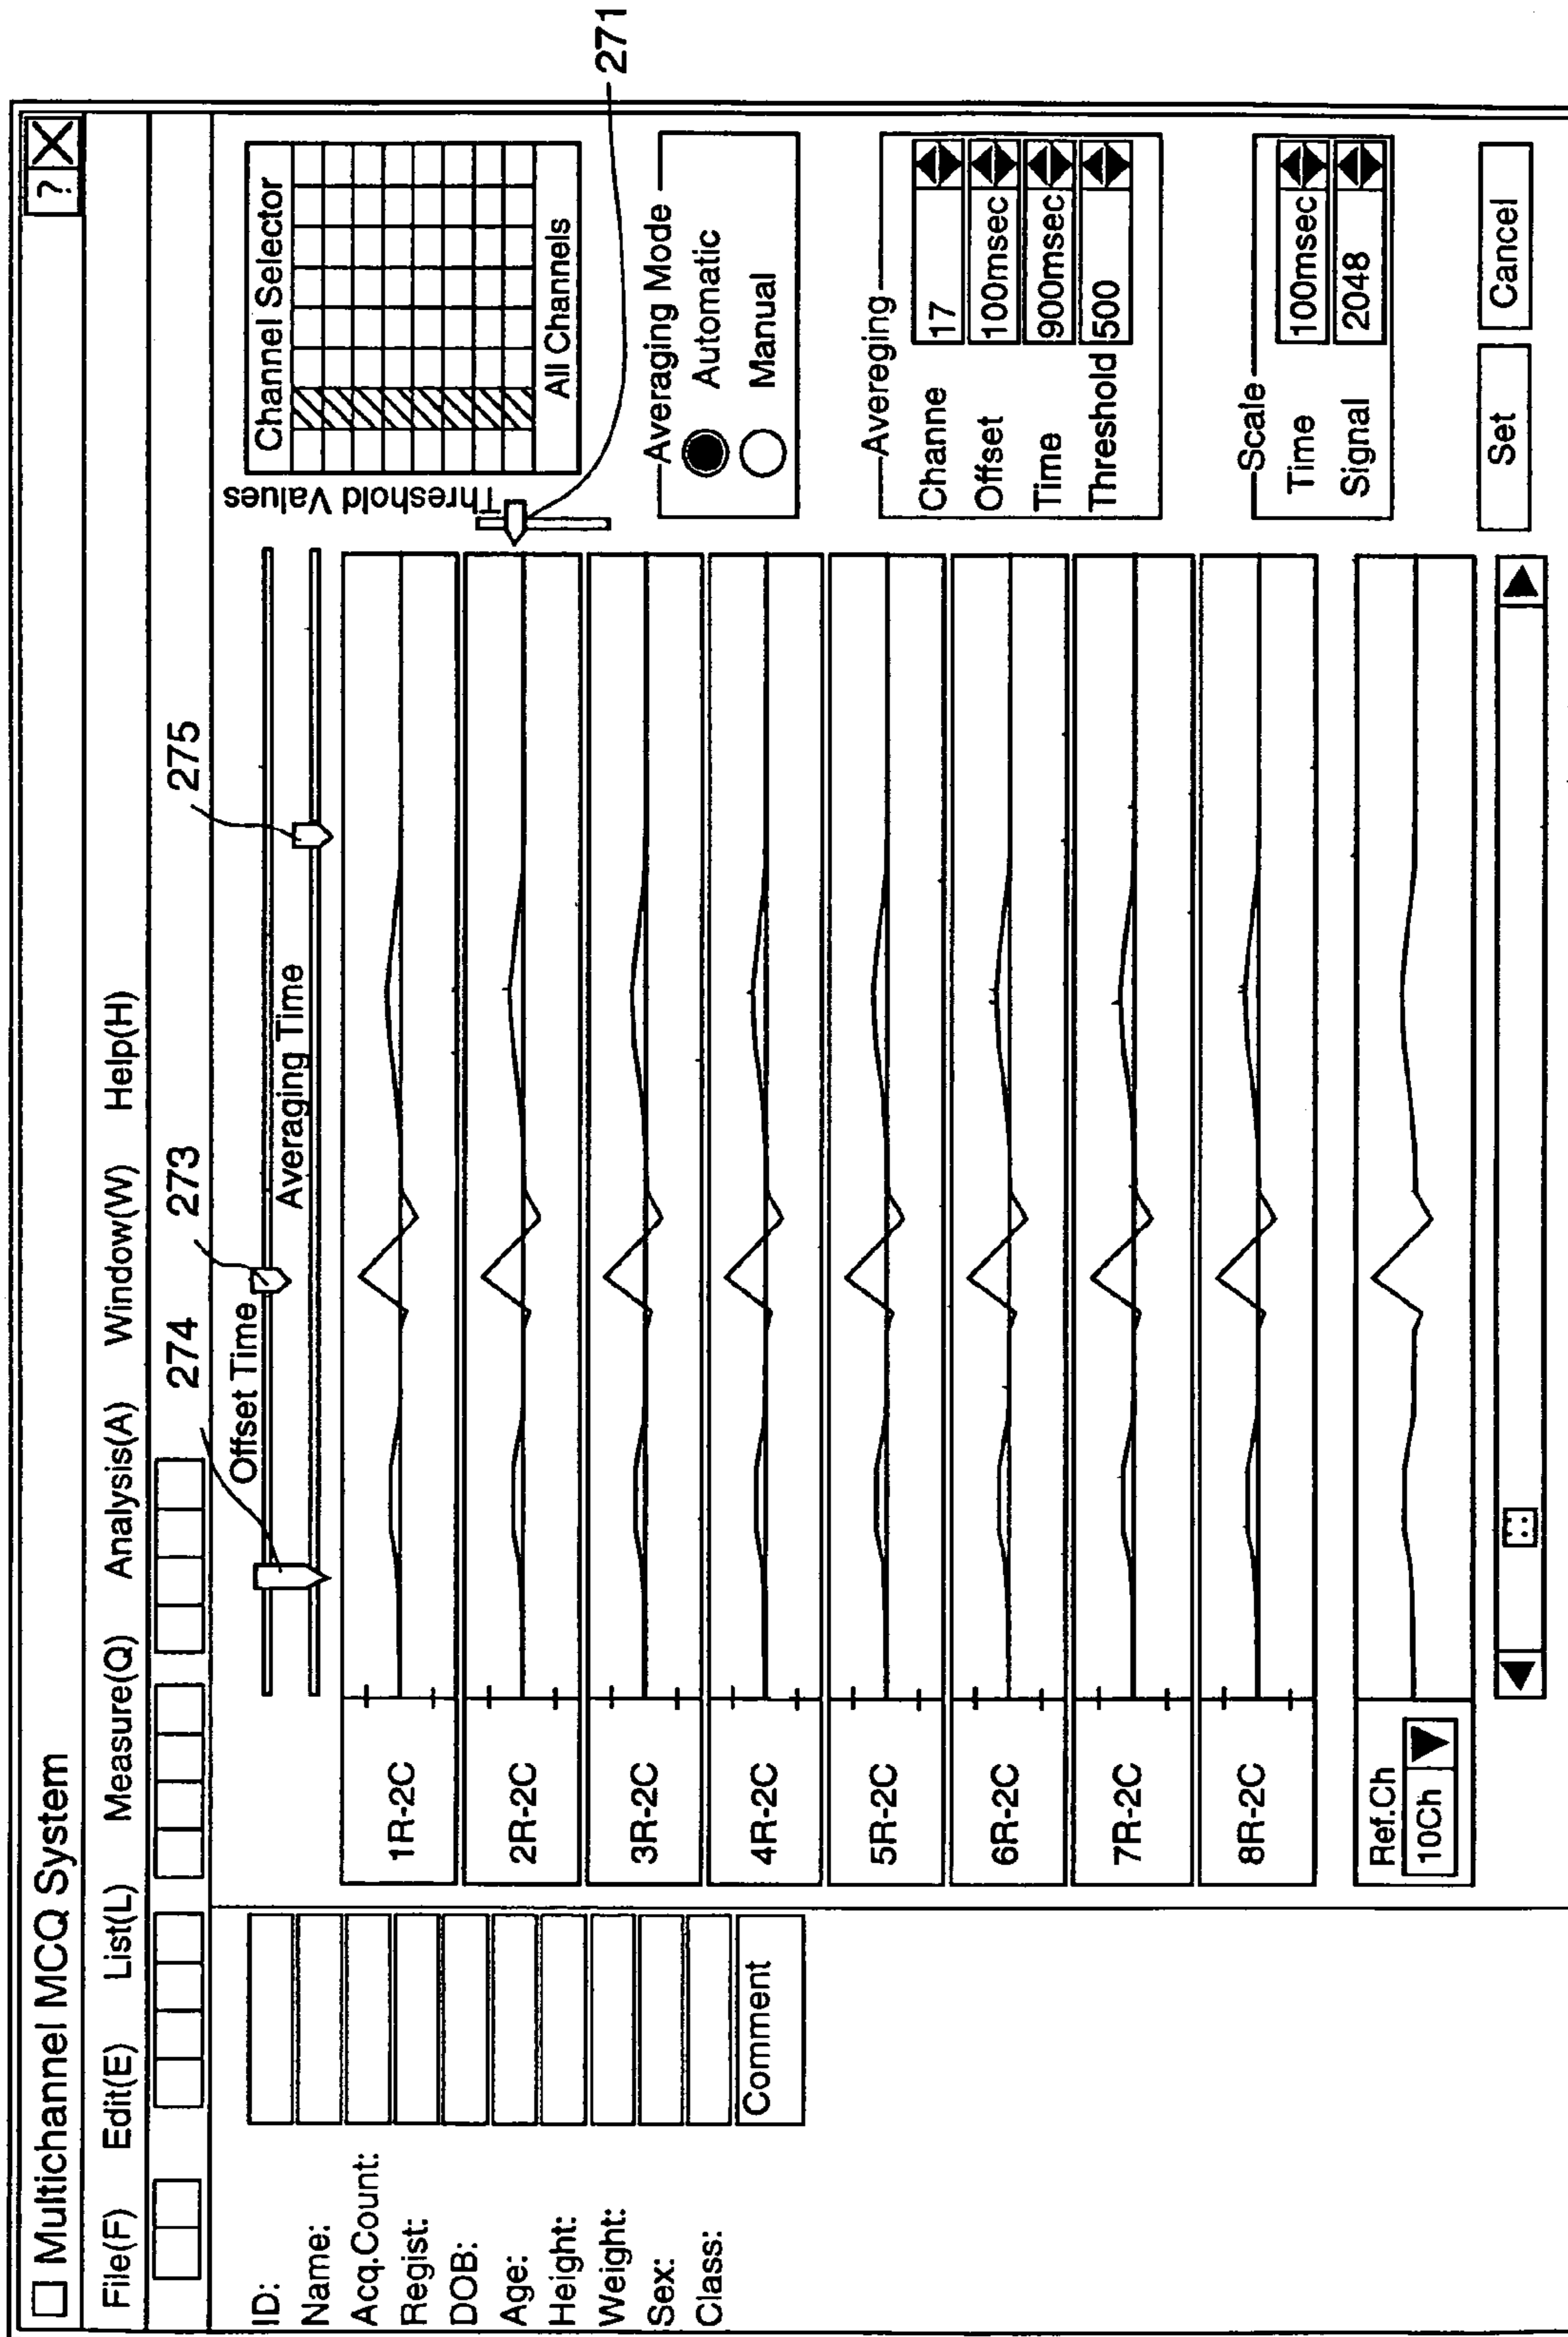 Multichannel MCQ System
?
File(F) Edit(E) List(L) Measure(Q) Analysis(A) Window(W) Help(H)
274 273 275
ID:
Name:
Acq.Count:
Regist:
DOB:
Age:
Height:
Weight:
Sex:
Class:
Comment
Offset Time
Averaging Time
1R-2C
2R-2C
3R-2C
4R-2C
5R-2C
6R-2C
7R-2C
8R-2C
Ref.Ch
10Ch
Threshold Values
Channel Selector
All Channels
271
Averaging Mode
Automatic
Manual
Avereging
Channe 17
Offset 100msec
Time 900msec
Threshold 500
Scale
Time 100msec
Signal 2048
Set Cancel